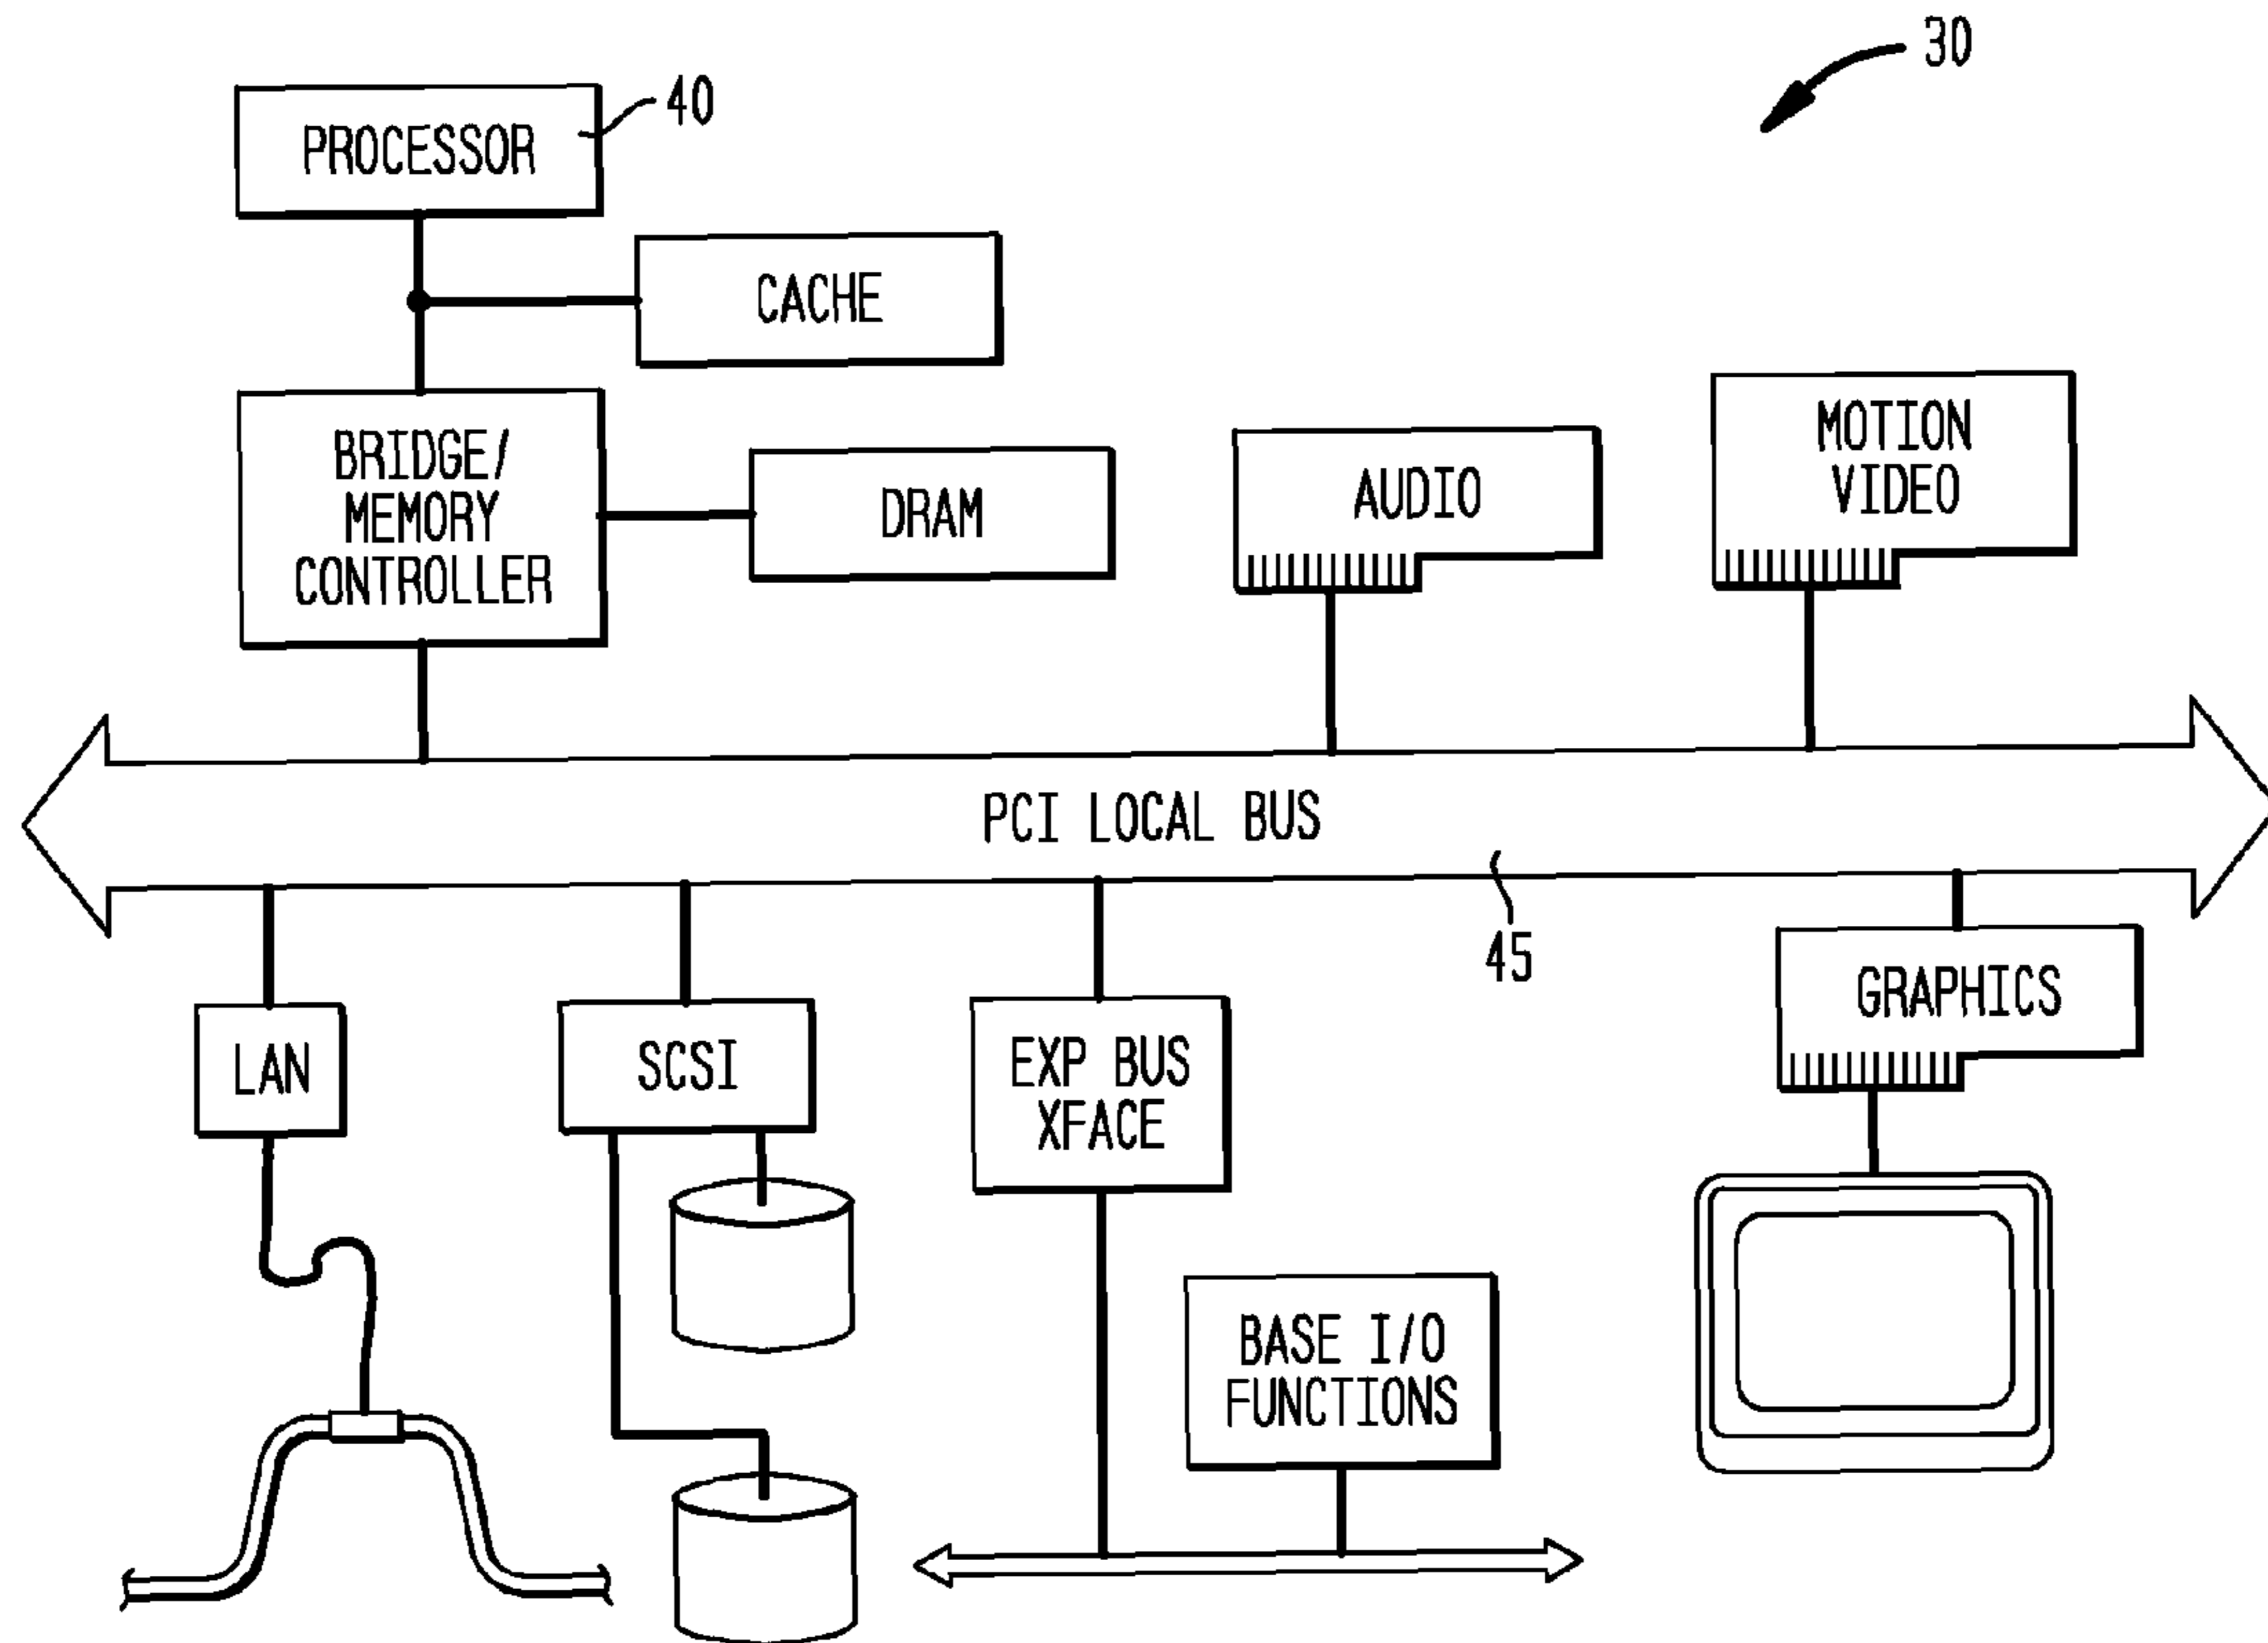 30
PROCESSOR
40
CACHE
BRIDGE/
MEMORY
CONTROLLER
DRAM
AUDIO
MOTION
VIDEO
PCI LOCAL BUS
45
LAN
SCSI
EXP BUS
XFACE
GRAPHICS
BASE I/O
FUNCTIONS